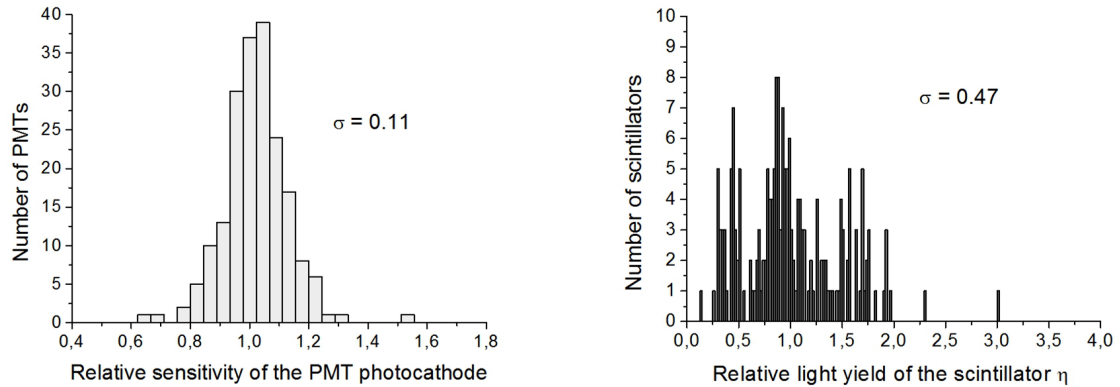 40
35
30
25
20
15
10
5
0
Number of PMTs
σ = 0.11
0,4 0,6 0,8 1,0 1,2 1,4 1,6 1,8
Relative sensitivity of the PMT photocathode
10
9
8
7
6
5
4
3
2
1
0
Number of scintillators
σ = 0.47
0,0 0,5 1,0 1,5 2,0 2,5 3,0 3,5 4,0
Relative light yield of the scintillator η